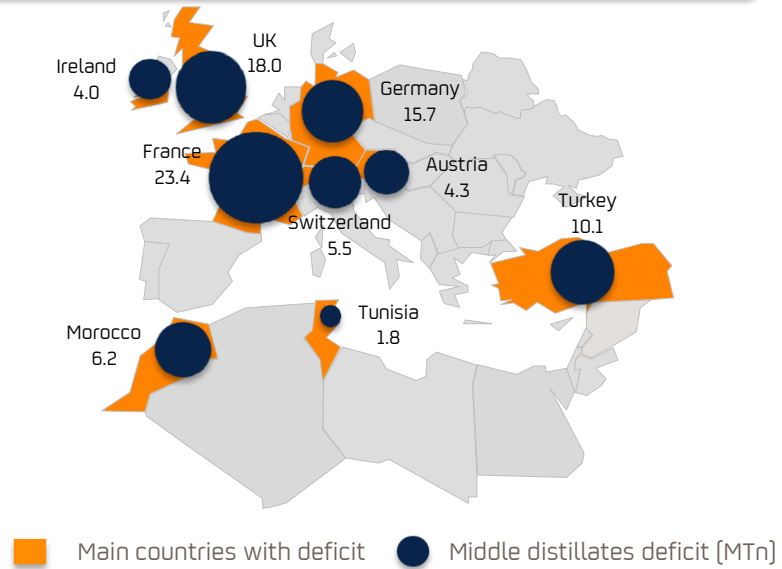 UK
18.0
Ireland
4.0
Germany
15.7
France
23.4
Austria
4.3
Switzerland
5.5
Turkey
10.1
Tunisia
1.8
Morocco
6.2
Main countries with deficit
Middle distillates deficit (MTn)